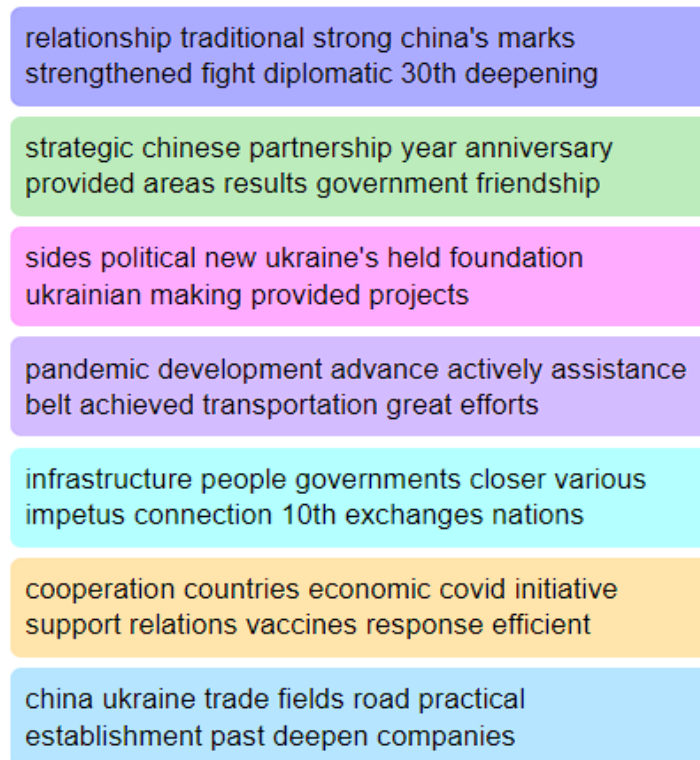 relationship traditional strong china's marks
strengthened fight diplomatic 30th deepening
strategic chinese partnership year anniversary
provided areas results government friendship
sides political new ukraine's held foundation
ukrainian making provided projects
pandemic development advance actively assistance
belt achieved transportation great efforts
infrastructure people governments closer various
impetus connection 10th exchanges nations
cooperation countries economic covid initiative
support relations vaccines response efficient
china ukraine trade fields road practical
establishment past deepen companies